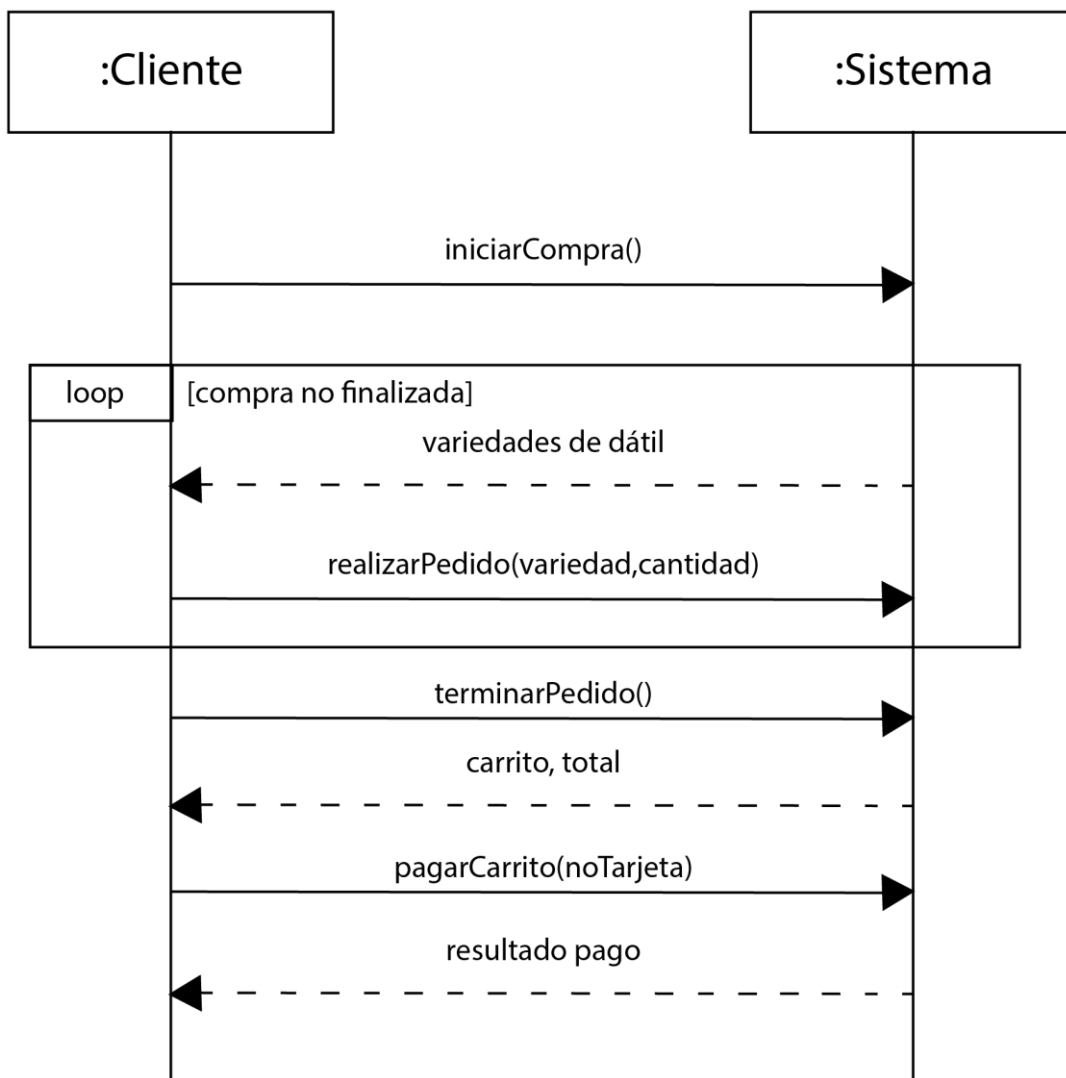 :Cliente
:Sistema
iniciarCompra()
loop
[compra no finalizada]
variedades de dátil
realizarPedido(variedad,cantidad)
terminarPedido()
carrito, total
pagarCarrito(noTarjeta)
resultado pago